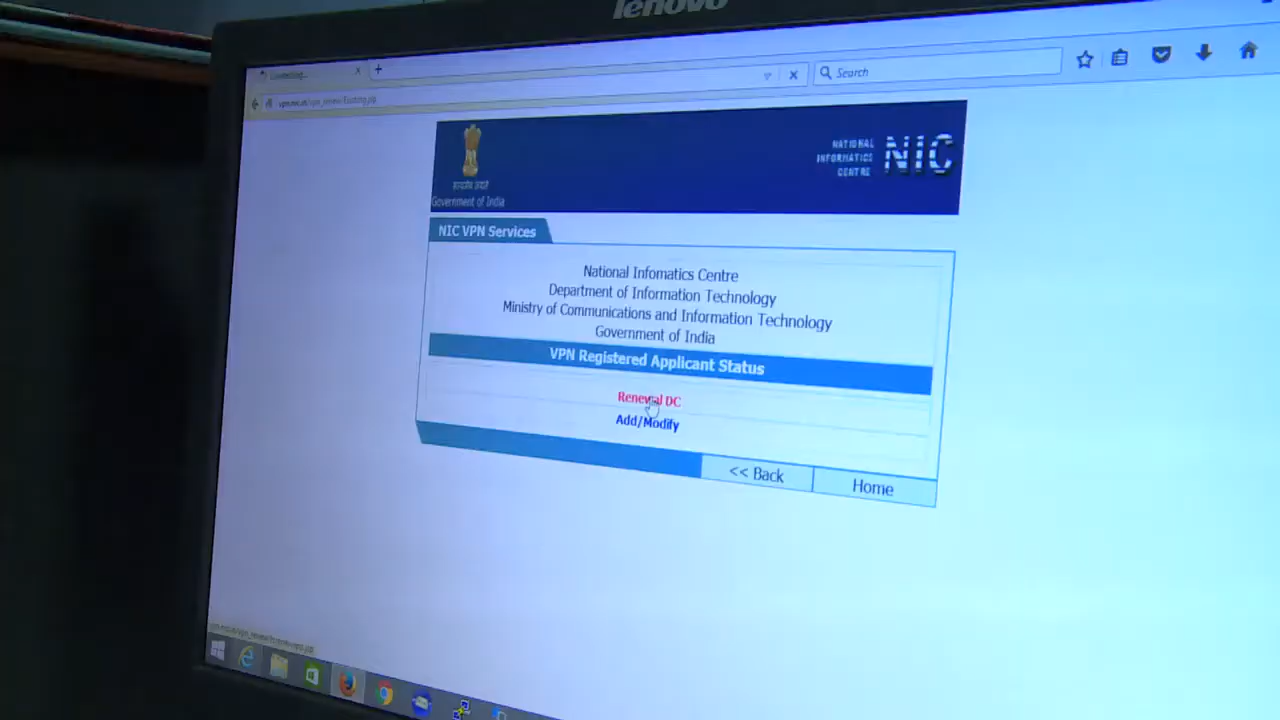 lenovo
Connecting...
Search
NATIONAL
INFORMATICS
CENTRE
NIC
Government of India
NIC VPN Services
National Infomatics Centre
Department of Information Technology
Ministry of Communications and Information Technology
Government of India
VPN Registered Applicant Status
Renewal DC
Add/Modify
<< Back
Home